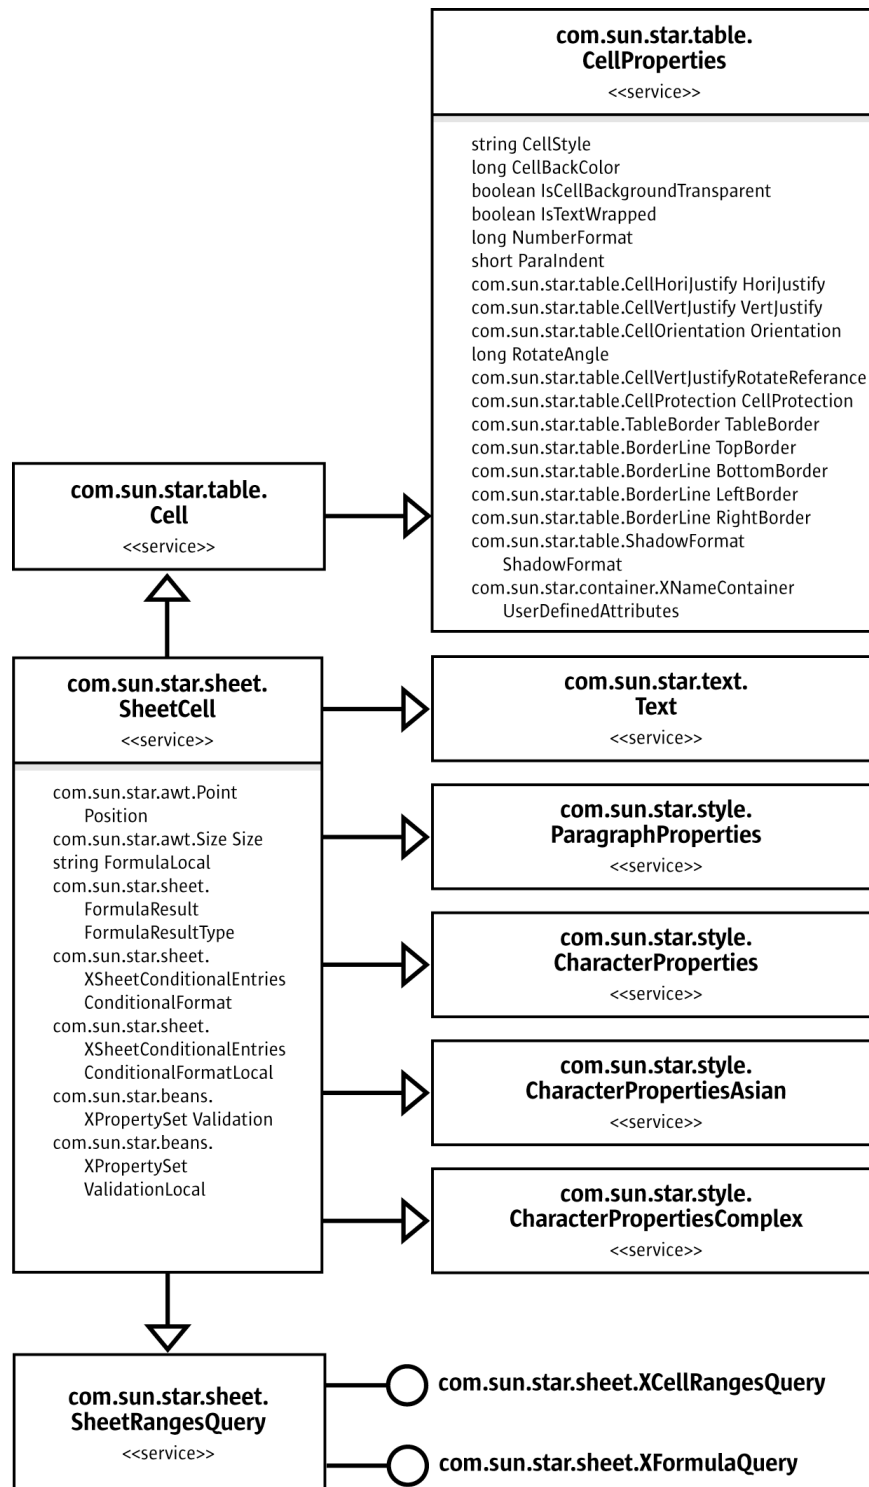 com.sun.star.table.
CellProperties
<<service>>
string CellStyle
long CellBackColor
boolean IsCellBackgroundTransparent
boolean IsTextWrapped
long NumberFormat
short ParaIndent
com.sun.star.table.CellHoriJustify HoriJustify
com.sun.star.table.CellVertJustify VertJustify
com.sun.star.table.CellOrientation Orientation
long RotateAngle
com.sun.star.table.CellVertJustifyRotateReferance
com.sun.star.table.CellProtection CellProtection
com.sun.star.table.TableBorder TableBorder
com.sun.star.table.BorderLine TopBorder
com.sun.star.table.BorderLine BottomBorder
com.sun.star.table.BorderLine LeftBorder
com.sun.star.table.BorderLine RightBorder
com.sun.star.table.ShadowFormat
ShadowFormat
com.sun.star.container.XNameContainer
UserDefinedAttributes
com.sun.star.table.
Cell
<<service>>
com.sun.star.sheet.
SheetCell
<<service>>
com.sun.star.awt.Point
Position
com.sun.star.awt.Size Size
string FormulaLocal
com.sun.star.sheet.
FormulaResult
FormulaResultType
com.sun.star.sheet.
XSheetConditionalEntries
ConditionalFormat
com.sun.star.sheet.
XSheetConditionalEntries
ConditionalFormatLocal
com.sun.star.beans.
XPropertySet Validation
com.sun.star.beans.
XPropertySet
ValidationLocal
com.sun.star.text.
Text
<<service>>
com.sun.star.style.
ParagraphProperties
<<service>>
com.sun.star.style.
CharacterProperties
<<service>>
com.sun.star.style.
CharacterPropertiesAsian
<<service>>
com.sun.star.style.
CharacterPropertiesComplex
<<service>>
com.sun.star.sheet.
SheetRangesQuery
<<service>>
com.sun.star.sheet.XCellRangesQuery
com.sun.star.sheet.XFormulaQuery